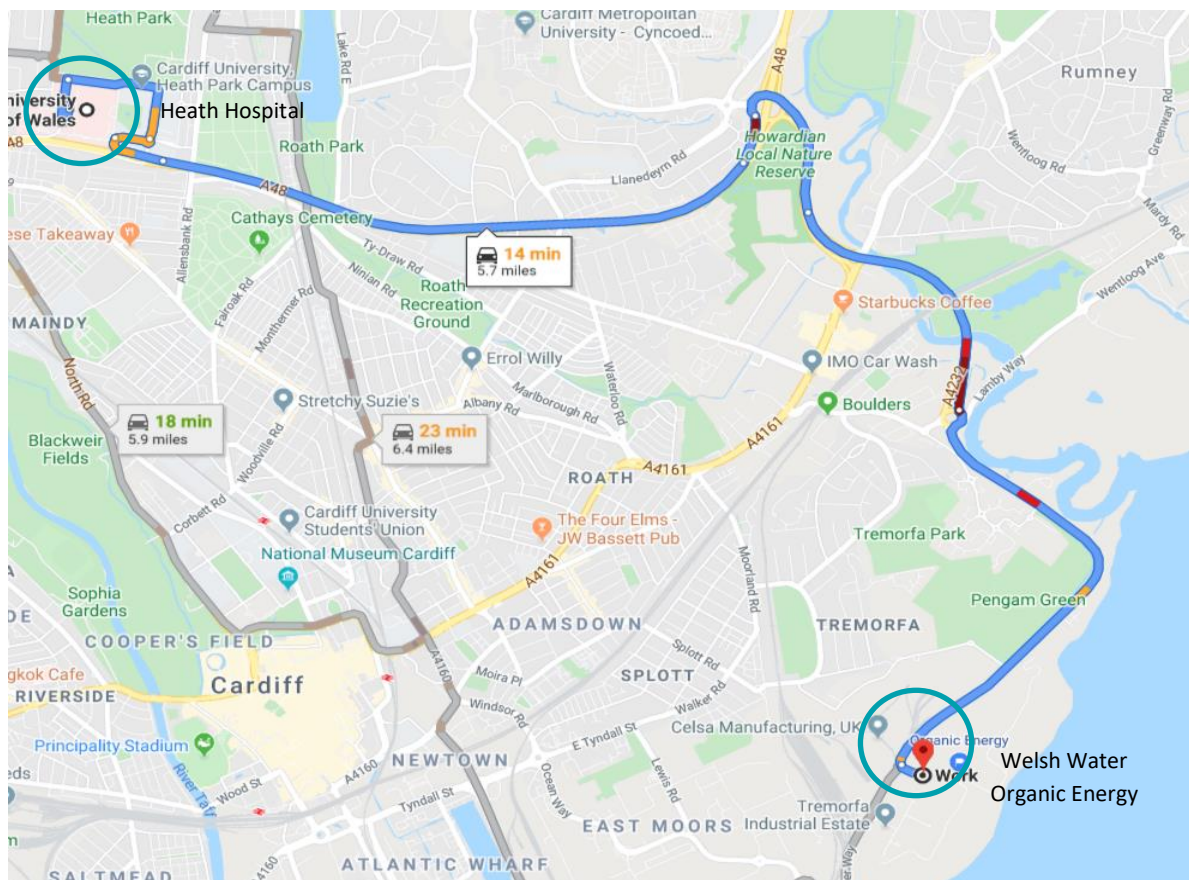 Heath Park
Cardiff Metropolitan
University - Cyncoed...
A48
Rumney
Lake Rd E
Cardiff University,
Heath Park Campus
Heath Hospital
niversity
of Wales
A48
Greenway Rd
Wentloog Rd
Roath Park
Howardian
Local Nature
Reserve
Llanedeyrn Rd
A48
9
Allensbank Rd
Cathays Cemetery
ese Takeaway
Mardy Rd
Ty-Draw Rd
Ninian Rd
14 min
5.7 miles
Wentloog Ave
Fairoak Rd
Monthermer Rd
Roath
Recreation
Ground
Starbucks Coffee
MAINDY
Errol Willy
IMO Car Wash
Waterloo Rd
Lamby Way
A4232
North Rd
Stretchy Suzie's
Marlborough Rd
Albany Rd
Boulders
18 min
5.9 miles
23 min
6.4 miles
A4161
Blackweir
Fields
Woodville Rd
A4161
ROATH
Corbett Rd
Cardiff University
Students' Union
The Four Elms -
JW Bassett Pub
Tremorfa Park
National Museum Cardiff
A4161
Moorland Rd
Sophia
Gardens
Pengam Green
DE
COOPER'S FIELD
ADAMSDOWN
TREMORFA
Splott Rd
A4160
Moira Pl
SPLOTT
gkok Cafe
RIVERSIDE
Cardiff
Windsor Rd
Walker Rd
Celsa Manufacturing, UK
E Tyndall St
Organic Energy
Principality Stadium
NEWTOWN
Welsh Water
Work
Organic Energy
eds
River Taff
Wood St
A4160
Ocean Way
Lewis Rd
Tyndall St
Tremorfa
Industrial Estate
EAST MOORS
m
A4160
ATLANTIC WHARF
SALTMEAD